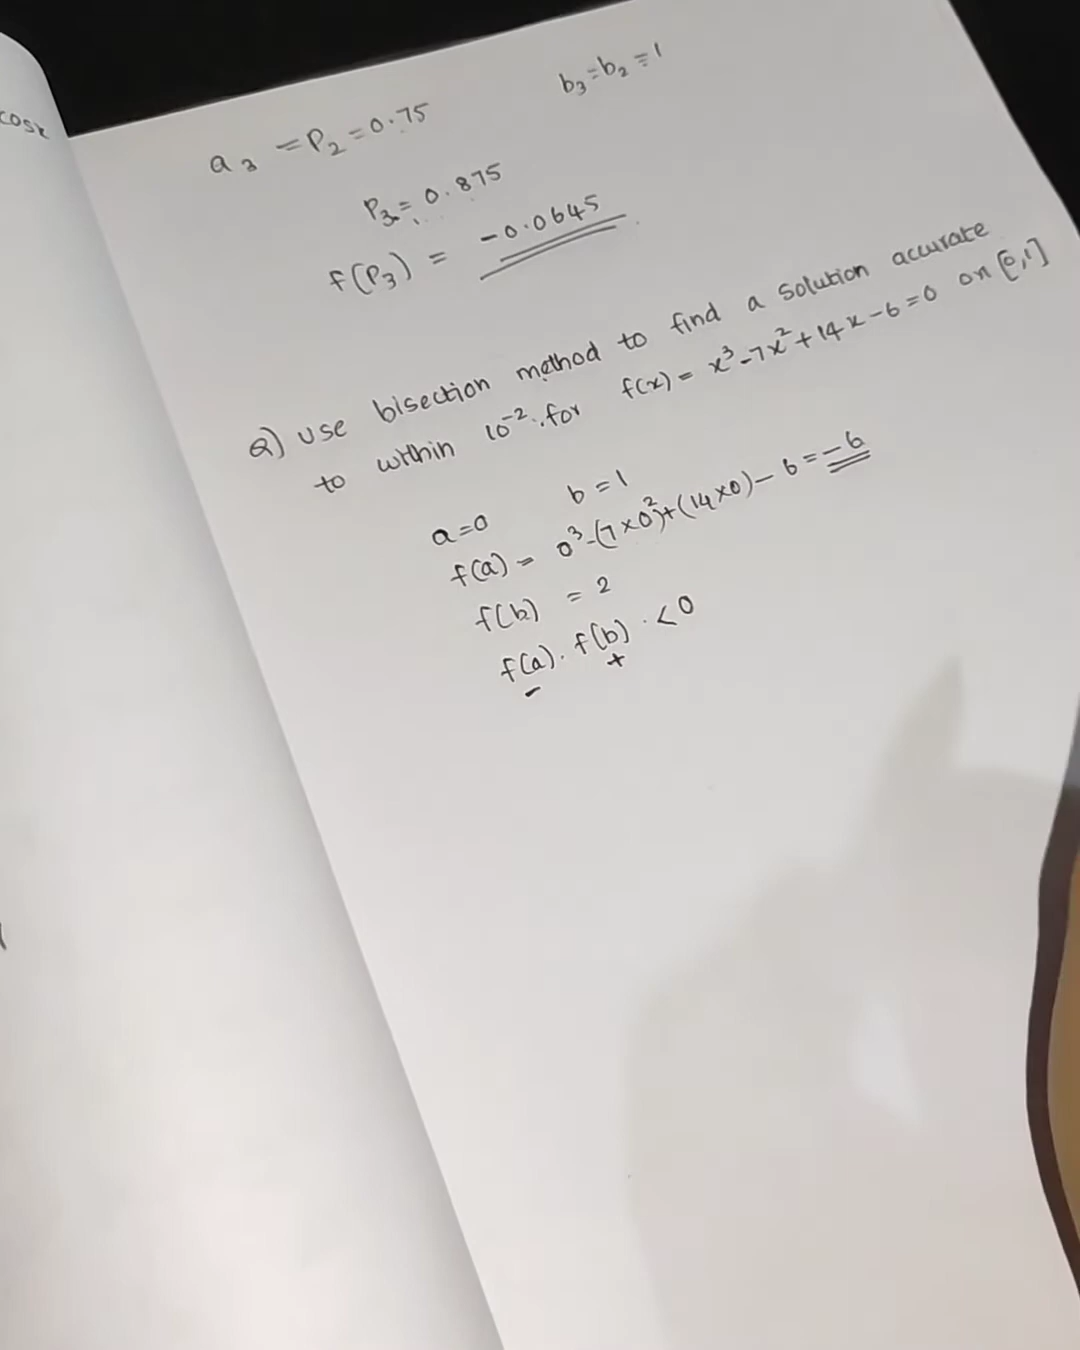 cosx
a₃ = P₂ = 0.75 b₃ = b₂ = 1
P₃ = 0.875
f(P₃) = -0.0645
Q) use bisection method to find a solution accurate
to within 10⁻² for f(x) = x³-7x²+14x-6=0 on [0,1]
a=0 b=1
f(a) = 0³-(7×0²)+(14×0)-6=-6
f(b) = 2
f(a). f(b) .<0
- +